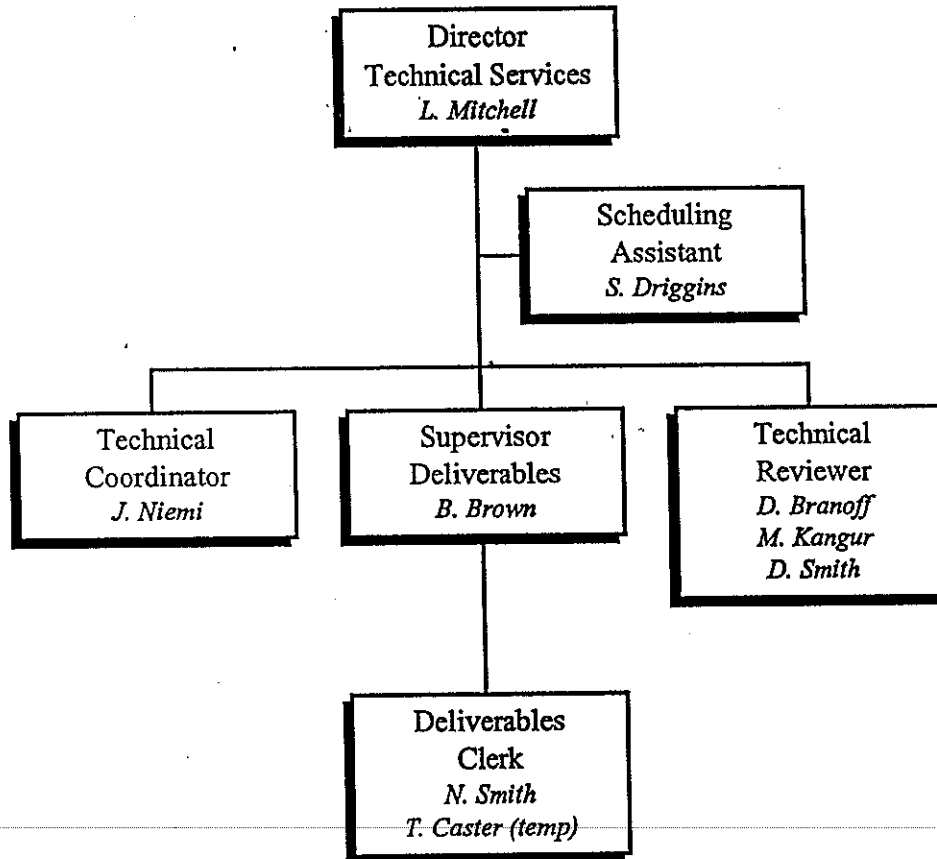 Director
Technical Services
L. Mitchell
Scheduling
Assistant
S. Driggins
Technical
Coordinator
J. Niemi
Supervisor
Deliverables
B. Brown
Technical
Reviewer
D. Branoff
M. Kangur
D. Smith
Deliverables
Clerk
N. Smith
T. Caster (temp)